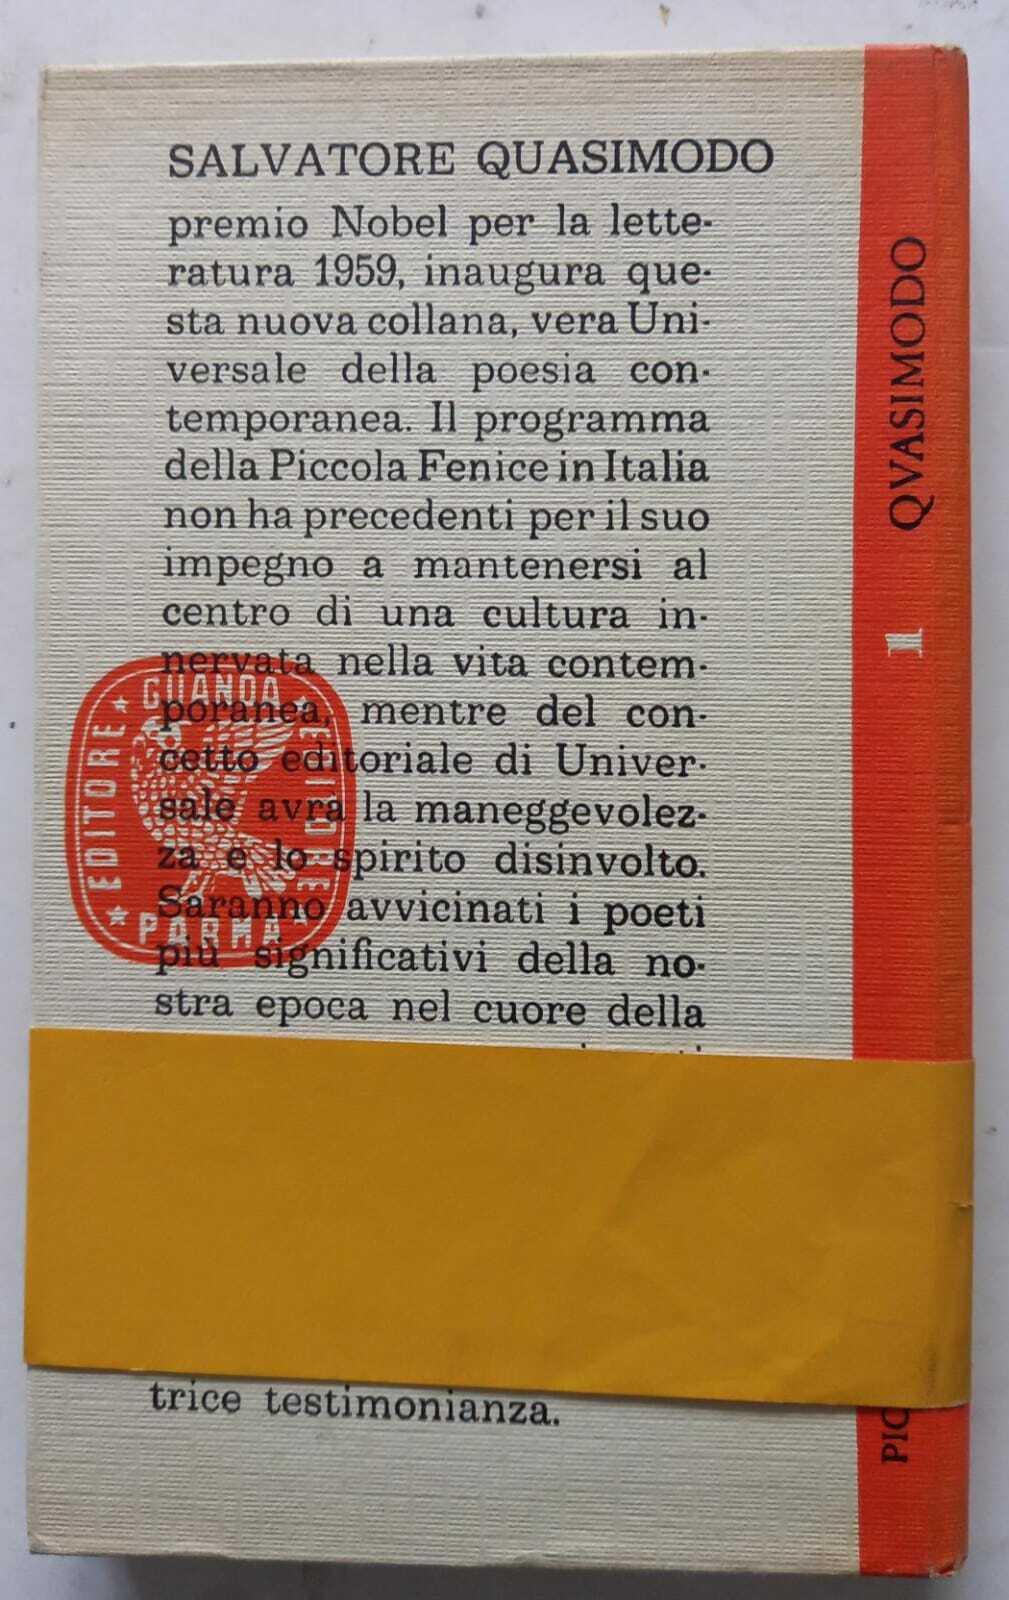 SALVATORE QUASIMODO
premio Nobel per la lette-
ratura 1959, inaugura que-
sta nuova collana, vera Uni-
versale della poesia con-
temporanea. Il programma
della Piccola Fenice in Italia
non ha precedenti per il suo
impegno a mantenersi al
centro di una cultura in-
nervata nella vita contem-
poranea, mentre del con-
cetto editoriale di Univer-
sale avrà la maneggevolez-
za e lo spirito disinvolto.
Saranno avvicinati i poeti
più significativi della no-
stra epoca nel cuore della
trice testimonianza.
GUANDA
EDITORE
EDITORE
PARMA
QVASIMODO
1
PIC